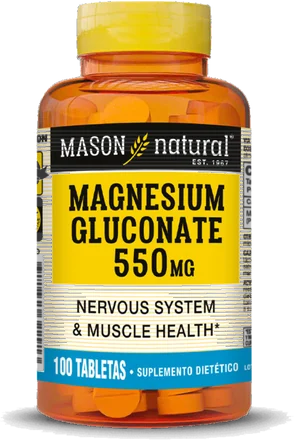 MASON natural
EST. 1967
MAGNESIUM
GLUCONATE
550MG
NERVOUS SYSTEM
& MUSCLE HEALTH*
100 TABLETAS • SUPLEMENTO DIETÉTICO